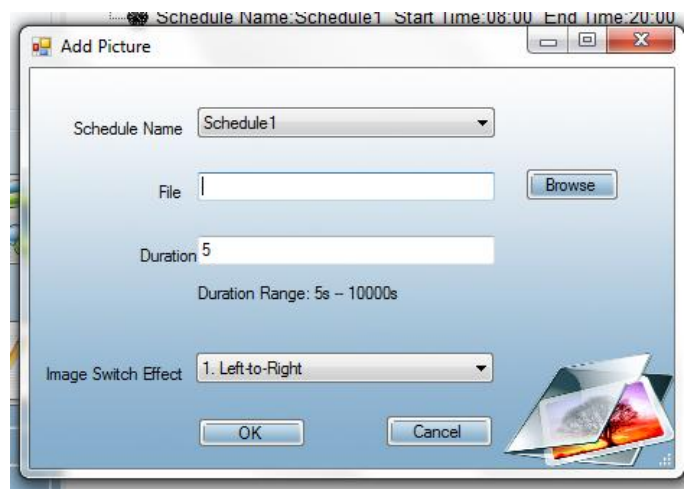 Schedule Name:Schedule1 Start Time:08:00 End Time:20:00
Add Picture
Schedule Name Schedule1
File Browse
Duration 5
Duration Range: 5s -- 10000s
Image Switch Effect 1. Left-to-Right
OK Cancel